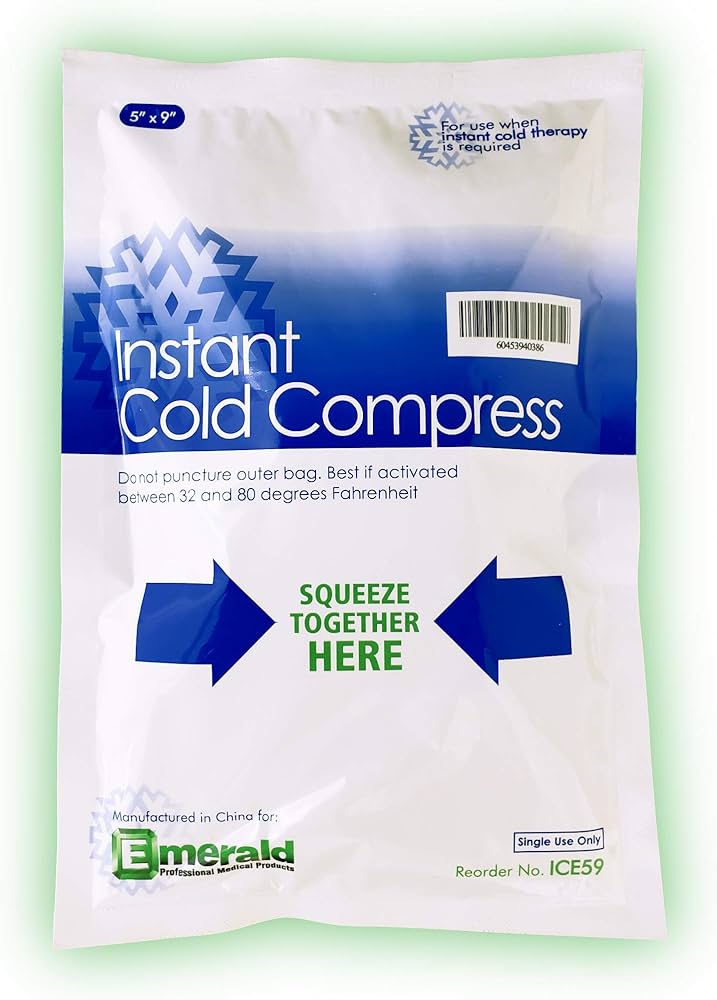 5" x 9"
For use when
instant cold therapy
is required
60453940386
Instant
Cold Compress
Do not puncture outer bag. Best if activated
between 32 and 80 degrees Fahrenheit
SQUEEZE
TOGETHER
HERE
Manufactured in China for:
Emerald
Professional Medical Products
Single Use Only
Reorder No. ICE59